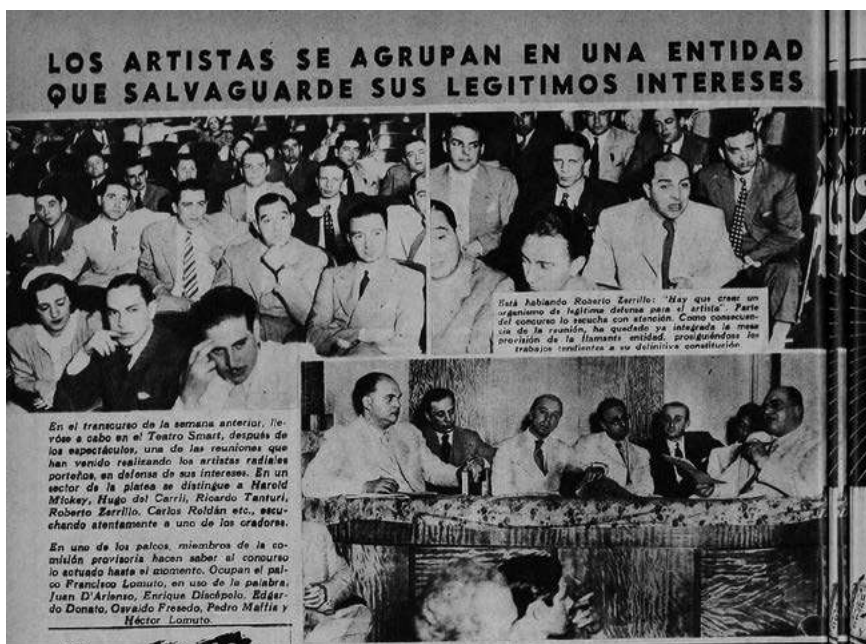 LOS ARTISTAS SE AGRUPAN EN UNA ENTIDAD
QUE SALVAGUARDE SUS LEGITIMOS INTERESES
Está hablando Roberto Zerrillo: "Hay que crear un
organismo de legítima defensa para el artista". Parte
del concurso lo escucha con atención. Como consecuen-
cia de la reunión, ha quedado ya integrada la mesa
provisión de la flamante entidad, prosiguiéndose los
trabajos tendientes a su definitiva constitución
En el transcurso de la semana anterior, lle-
vóse a cabo en el Teatro Smart, después de
los espectáculos, una de las reuniones que
han venido realizando los artistas radiales
porteños, en defensa de sus intereses. En un
sector de la platea se distingue a Harold
Mickey, Hugo del Carril, Ricardo Tanturi,
Roberto Zerrillo, Carlos Roldán etc., escu-
chando atentamente a uno de los oradores.
En uno de los palcos, miembros de la co-
misión provisoria hacen saber al concurso
lo actuado hasta el momento. Ocupan el pal-
co Francisco Lomuto, en uso de la palabra,
Juan D'Arienso, Enrique Discépolo, Edgar-
do Donato, Osvaldo Fresedo, Pedro Maffia y
Héctor Lomuto.